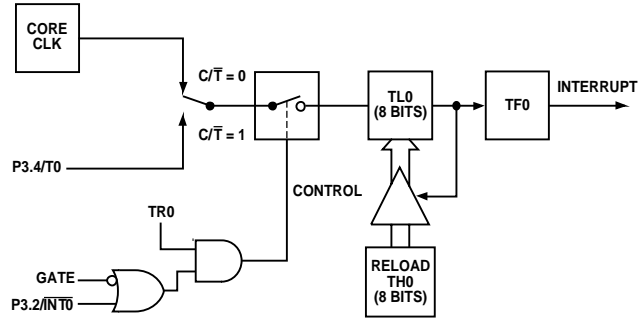 CORE
CLK
C/T̅ = 0
C/T̅ = 1
P3.4/T0
TL0
(8 BITS)
TF0
INTERRUPT
CONTROL
TR0
GATE
P3.2/I̅N̅T̅0̅
RELOAD
TH0
(8 BITS)